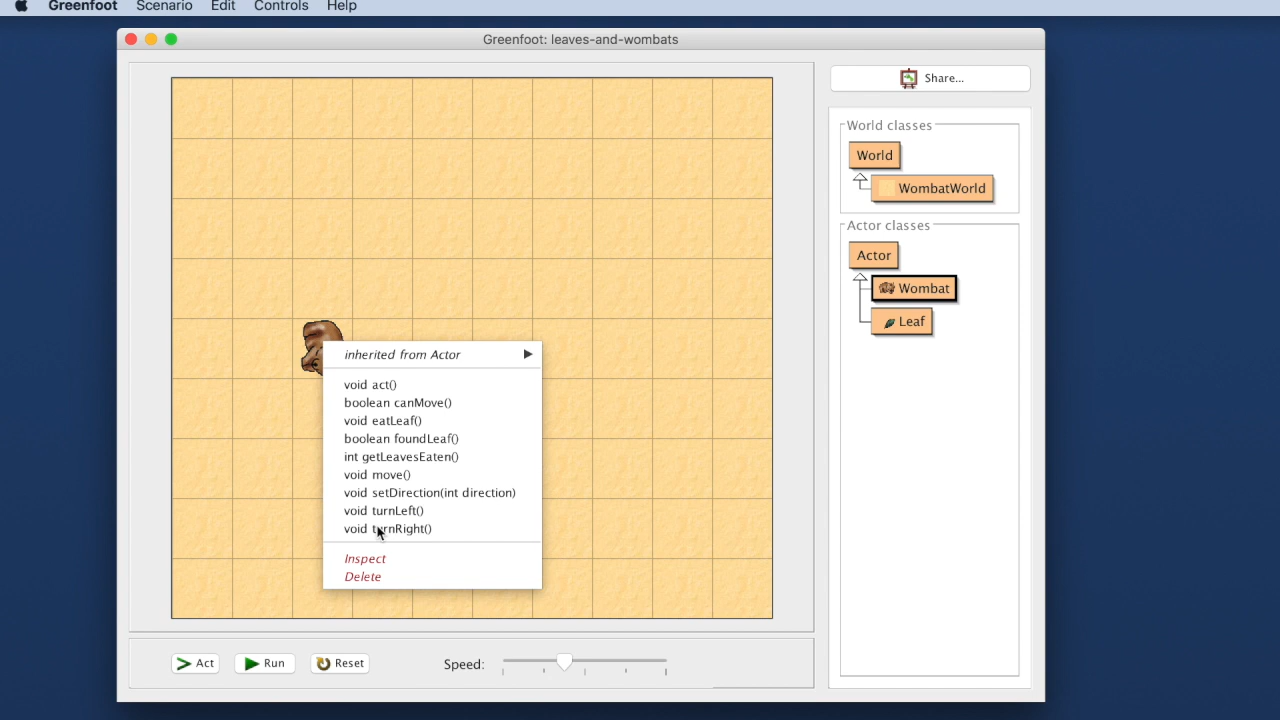 Greenfoot Scenario Edit Controls Help
Greenfoot: leaves-and-wombats
Share...
World classes
World
WombatWorld
Actor classes
Actor
Wombat
Leaf
inherited from Actor
void act()
boolean canMove()
void eatLeaf()
boolean foundLeaf()
int getLeavesEaten()
void move()
void setDirection(int direction)
void turnLeft()
void turnRight()
Inspect
Delete
Act Run Reset Speed: